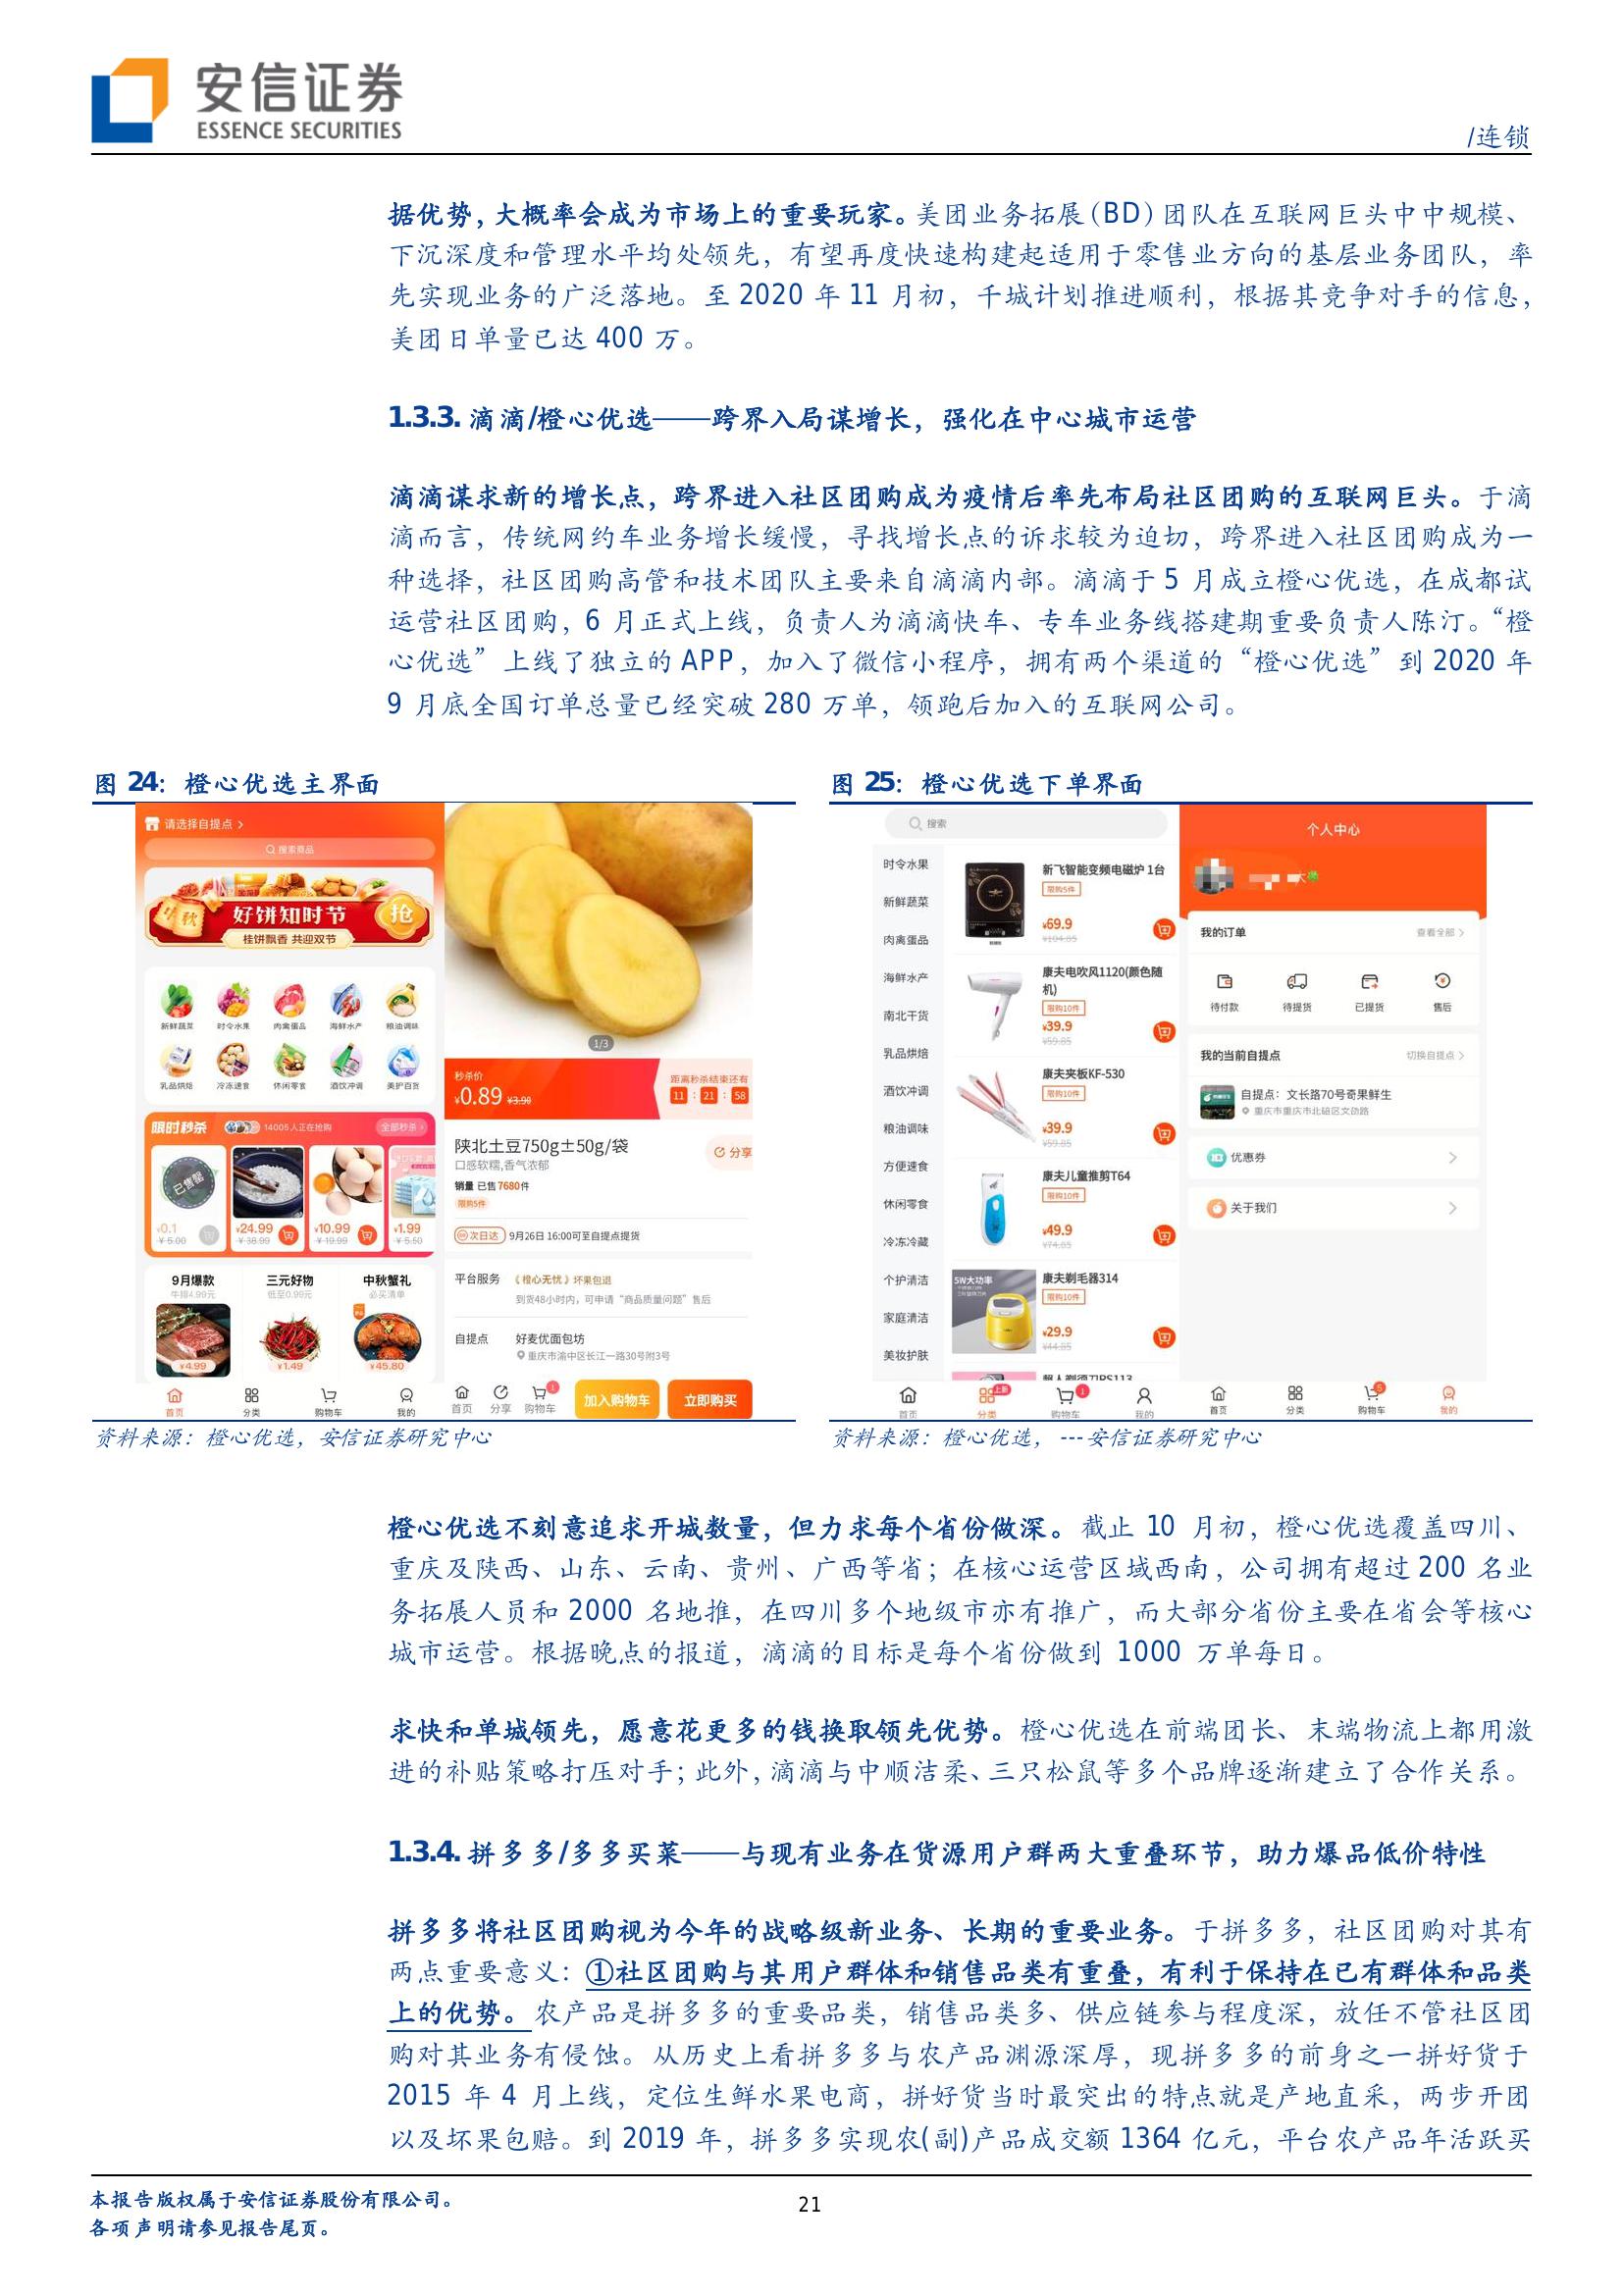 安信证券
ESSENCE SECURITIES
/连锁
据优势，大概率会成为市场上的重要玩家。美团业务拓展（BD）团队在互联网巨头中中规模、
下沉深度和管理水平均处领先，有望再度快速构建起适用于零售业方向的基层业务团队，率
先实现业务的广泛落地。至 2020 年 11 月初，千城计划推进顺利，根据其竞争对手的信息，
美团日单量已达 400 万。
1.3.3. 滴滴/橙心优选——跨界入局谋增长，强化在中心城市运营
滴滴谋求新的增长点，跨界进入社区团购成为疫情后率先布局社区团购的互联网巨头。于滴
滴而言，传统网约车业务增长缓慢，寻找增长点的诉求较为迫切，跨界进入社区团购成为一
种选择，社区团购高管和技术团队主要来自滴滴内部。滴滴于 5 月成立橙心优选，在成都试
运营社区团购，6 月正式上线，负责人为滴滴快车、专车业务线搭建期重要负责人陈汀。“橙
心优选”上线了独立的 APP，加入了微信小程序，拥有两个渠道的“橙心优选”到 2020 年
9 月底全国订单总量已经突破 280 万单，领跑后加入的互联网公司。
图 24：橙心优选主界面
请选择自提点 >
搜索商品
中秋
好饼知时节
抢
桂饼飘香 共迎双节
新鲜蔬菜 时令水果 肉禽蛋品 海鲜水产 粮油调味
乳品烘焙 冷冻速食 休闲零食 酒饮冲调 美护百货
限时秒杀 14006人正在抢购 全部秒杀 >
已售罄
¥0.1 ¥24.99 ¥10.99 ¥1.99
¥5.00 ¥38.99 ¥19.99 ¥5.50
9月爆款 三元好物 中秋蟹礼
牛排4.99元 低至0.99元 必买清单
¥4.99 ¥1.49 ¥45.80
首页 分类 购物车 我的
1/3
秒杀价
¥0.89 ¥3.90
距离秒杀结束还有
11 : 21 : 58
陕北土豆750g±50g/袋
分享
口感软糯,香气浓郁
销量 已售7680件
限购5件
次日达 9月26日 16:00可至自提点提货
平台服务 《橙心无忧》坏果包退
到货48小时内，可申请“商品质量问题”售后
自提点 好麦优面包坊
重庆市渝中区长江一路30号附3号
首页 分享 购物车 1 加入购物车 立即购买
资料来源：橙心优选，安信证券研究中心
图 25：橙心优选下单界面
搜索
时令水果
新鲜蔬菜
肉禽蛋品
海鲜水产
南北干货
乳品烘焙
酒饮冲调
粮油调味
方便速食
休闲零食
冷冻冷藏
个护清洁
家庭清洁
美妆护肤
新飞智能变频电磁炉 1台
限购5件
¥69.9
¥104.85
康夫电吹风1120(颜色随
机)
限购10件
¥39.9
¥59.85
康夫夹板KF-530
限购10件
¥39.9
¥59.85
康夫儿童推剪T64
限购10件
¥49.9
¥74.85
5W大功率
康夫剃毛器314
限购10件
¥29.9
¥44.85
首页 分类 上新 购物车 1 我的
个人中心
我的订单 查看全部 >
待付款 待提货 已提货 售后
我的当前自提点 切换自提点 >
自提点：文长路70号奇果鲜生
重庆市重庆市北碚区文劭路
优惠券 >
关于我们 >
首页 分类 购物车 我的
资料来源：橙心优选， ---安信证券研究中心
橙心优选不刻意追求开城数量，但力求每个省份做深。截止 10 月初，橙心优选覆盖四川、
重庆及陕西、山东、云南、贵州、广西等省；在核心运营区域西南，公司拥有超过 200 名业
务拓展人员和 2000 名地推，在四川多个地级市亦有推广，而大部分省份主要在省会等核心
城市运营。根据晚点的报道，滴滴的目标是每个省份做到 1000 万单每日。
求快和单城领先，愿意花更多的钱换取领先优势。橙心优选在前端团长、末端物流上都用激
进的补贴策略打压对手；此外，滴滴与中顺洁柔、三只松鼠等多个品牌逐渐建立了合作关系。
1.3.4. 拼多多/多多买菜——与现有业务在货源用户群两大重叠环节，助力爆品低价特性
拼多多将社区团购视为今年的战略级新业务、长期的重要业务。于拼多多，社区团购对其有
两点重要意义：①社区团购与其用户群体和销售品类有重叠，有利于保持在已有群体和品类
上的优势。农产品是拼多多的重要品类，销售品类多、供应链参与程度深，放任不管社区团
购对其业务有侵蚀。从历史上看拼多多与农产品渊源深厚，现拼多多的前身之一拼好货于
2015 年 4 月上线，定位生鲜水果电商，拼好货当时最突出的特点就是产地直采，两步开团
以及坏果包赔。到 2019 年，拼多多实现农(副)产品成交额 1364 亿元，平台农产品年活跃买
本报告版权属于安信证券股份有限公司。
21
各项声明请参见报告尾页。